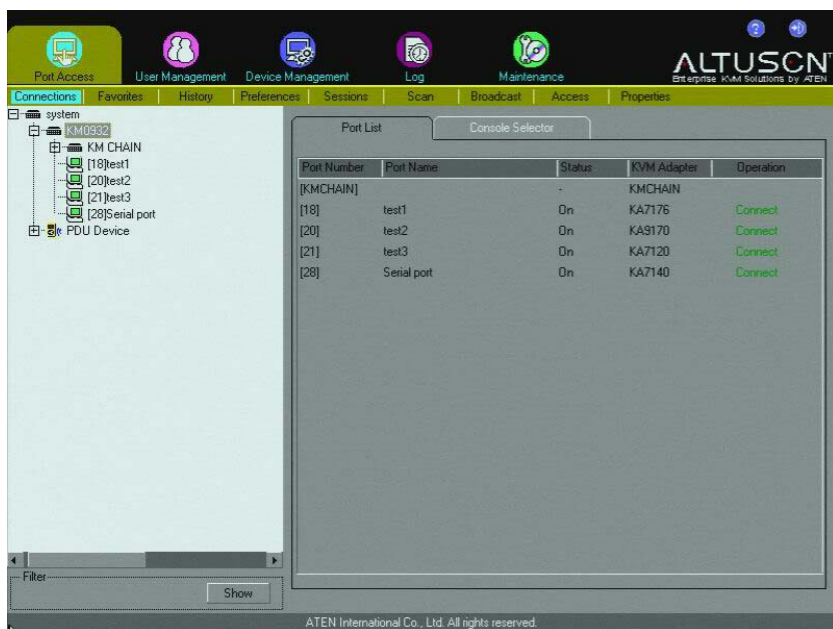 ALTUSCN
Enterprise KVM Solutions by ATEN
Port Access User Management Device Management Log Maintenance
Connections Favorites History Preferences Sessions Scan Broadcast Access Properties
system
KM0932
KM CHAIN
[18]test1
[20]test2
[21]test3
[28]Serial port
PDU Device
Filter
Show
Port List Console Selector
Port Number Port Name Status KVM Adapter Operation
[KMCHAIN] - KMCHAIN
[18] test1 On KA7176 Connect
[20] test2 On KA9170 Connect
[21] test3 On KA7120 Connect
[28] Serial port On KA7140 Connect
ATEN International Co., Ltd. All rights reserved.